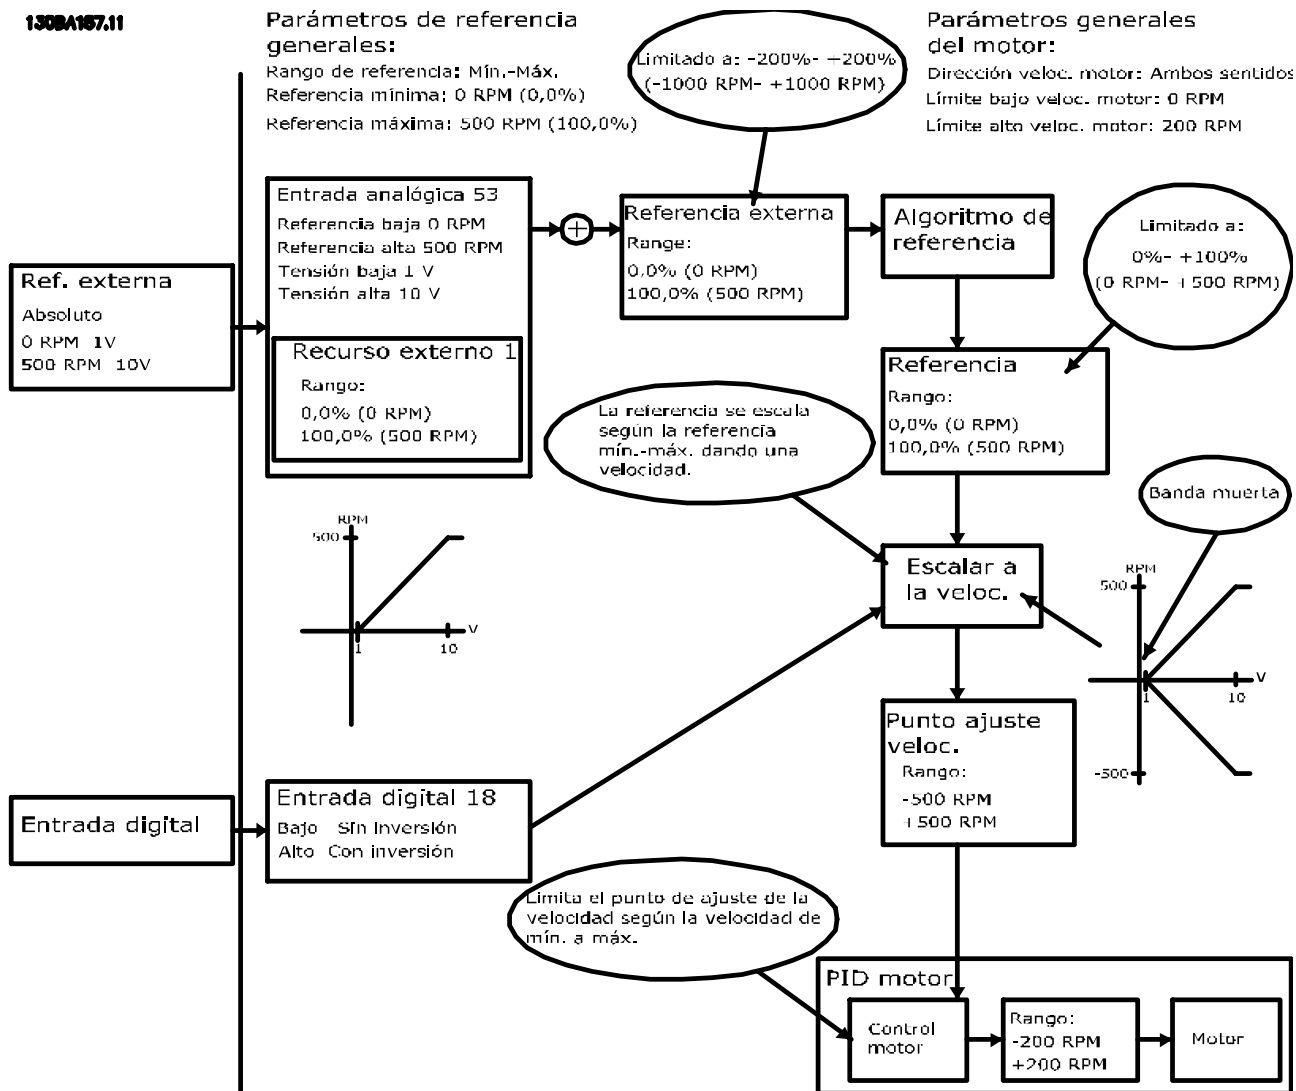 130BA187.11
Parámetros de referencia
generales:
Rango de referencia: Mín.-Máx.
Referencia mínima: 0 RPM (0,0%)
Referencia máxima: 500 RPM (100,0%)
Limitado a: -200%- +200%
(-1000 RPM- +1000 RPM)
Parámetros generales
del motor:
Dirección veloc. motor: Ambos sentidos
Límite bajo veloc. motor: 0 RPM
Límite alto veloc. motor: 200 RPM
Ref. externa
Absoluto
0 RPM 1V
500 RPM 10V
Entrada analógica 53
Referencia baja 0 RPM
Referencia alta 500 RPM
Tensión baja 1 V
Tensión alta 10 V
Recurso externo 1
Rango:
0,0% (0 RPM)
100,0% (500 RPM)
+
Referencia externa
Range:
0,0% (0 RPM)
100,0% (500 RPM)
Algoritmo de
referencia
Limitado a:
0%- +100%
(0 RPM- +500 RPM)
Referencia
Rango:
0,0% (0 RPM)
100,0% (500 RPM)
La referencia se escala
según la referencia
mín.-máx. dando una
velocidad.
Banda muerta
RPM
500
V
1
10
Escalar a
la veloc.
RPM
500
V
1
10
-500
Punto ajuste
veloc.
Rango:
-500 RPM
+500 RPM
Entrada digital
Entrada digital 18
Bajo Sin inversión
Alto Con inversión
Limita el punto de ajuste de la
velocidad según la velocidad de
mín. a máx.
PID motor
Control
motor
Rango:
-200 RPM
+200 RPM
Motor